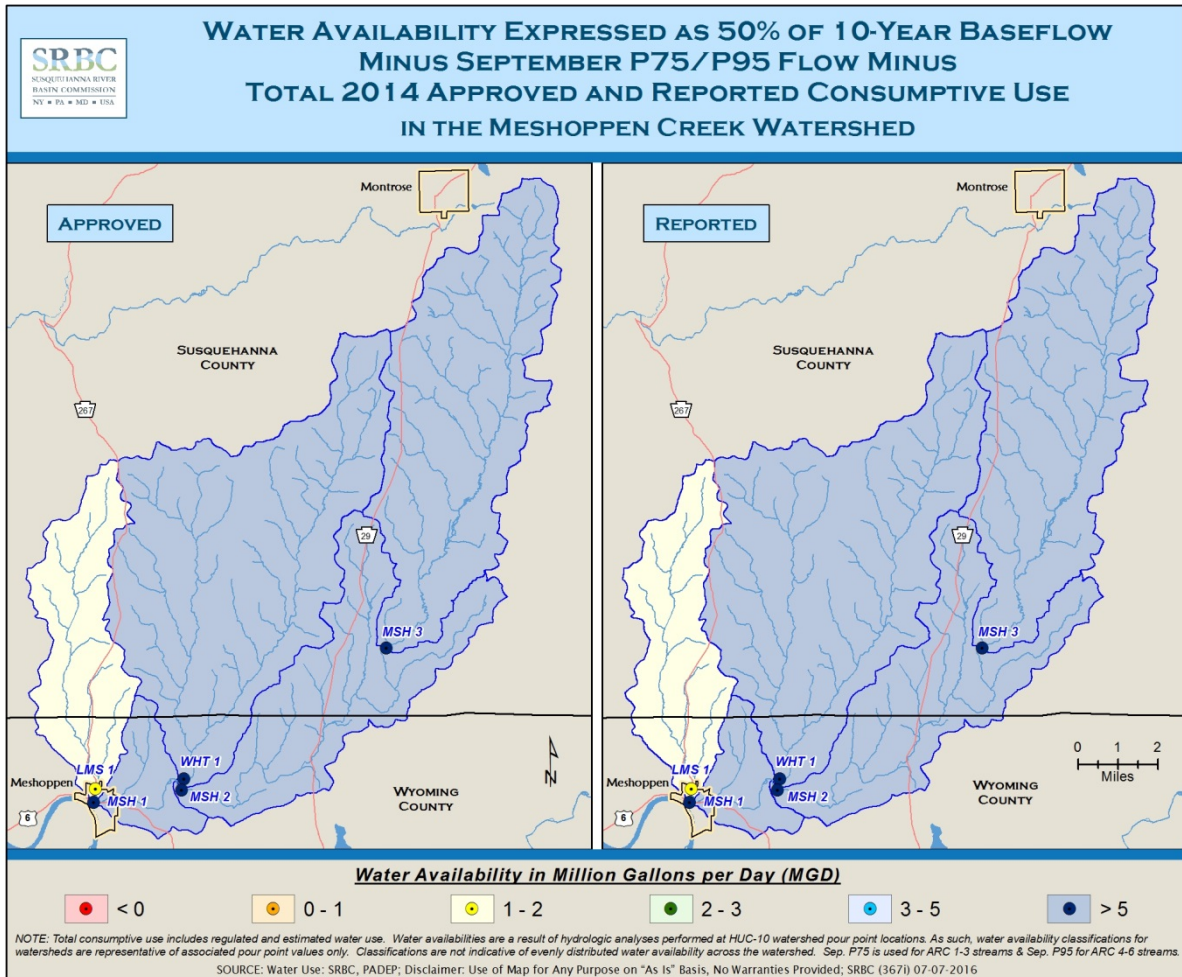 SRBC
SUSQUEHANNA RIVER
BASIN COMMISSION
NY ▪ PA ▪ MD ▪ USA
WATER AVAILABILITY EXPRESSED AS 50% OF 10-YEAR BASEFLOW
MINUS SEPTEMBER P75/P95 FLOW MINUS
TOTAL 2014 APPROVED AND REPORTED CONSUMPTIVE USE
IN THE MESHOPPEN CREEK WATERSHED
APPROVED
MONTROSE
SUSQUEHANNA
COUNTY
267
29
MSH 3
WHT 1
MSH 2
LMS 1
MSH 1
MESHOPPEN
6
WYOMING
COUNTY
N
REPORTED
MONTROSE
SUSQUEHANNA
COUNTY
267
29
MSH 3
WHT 1
MSH 2
LMS 1
MSH 1
MESHOPPEN
6
WYOMING
COUNTY
0 1 2
Miles
Water Availability in Million Gallons per Day (MGD)
< 0
0 - 1
1 - 2
2 - 3
3 - 5
> 5
NOTE: Total consumptive use includes regulated and estimated water use. Water availabilities are a result of hydrologic analyses performed at HUC-10 watershed pour point locations. As such, water availability classifications for
watersheds are representative of associated pour point values only. Classifications are not indicative of evenly distributed water availability across the watershed. Sep. P75 is used for ARC 1-3 streams & Sep. P95 for ARC 4-6 streams.
SOURCE: Water Use: SRBC, PADEP; Disclaimer: Use of Map for Any Purpose on "As Is" Basis, No Warranties Provided; SRBC (367i) 07-07-2016